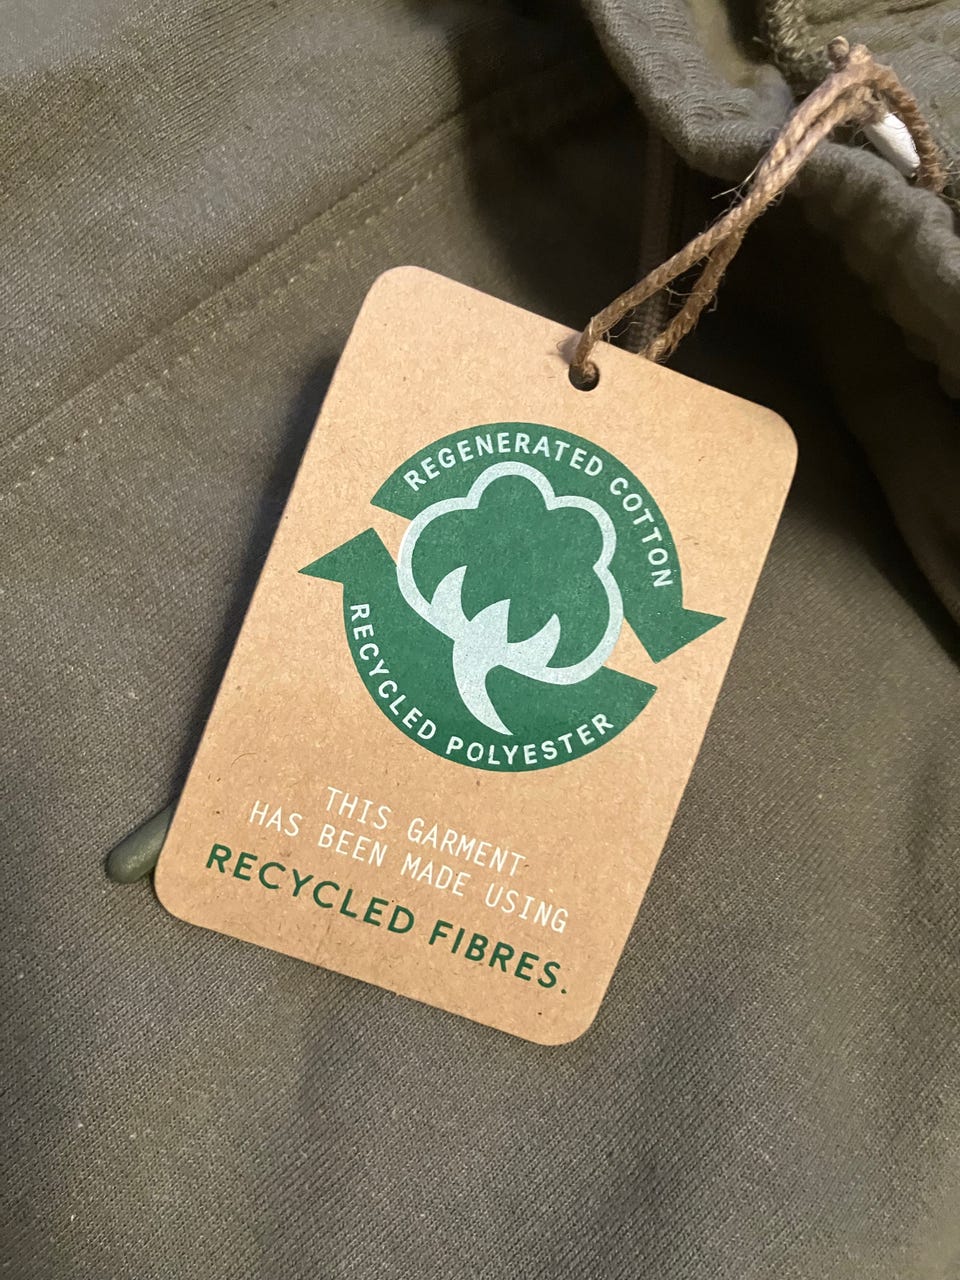 REGENERATED COTTON
RECYCLED POLYESTER
THIS GARMENT
HAS BEEN MADE USING
RECYCLED FIBRES.